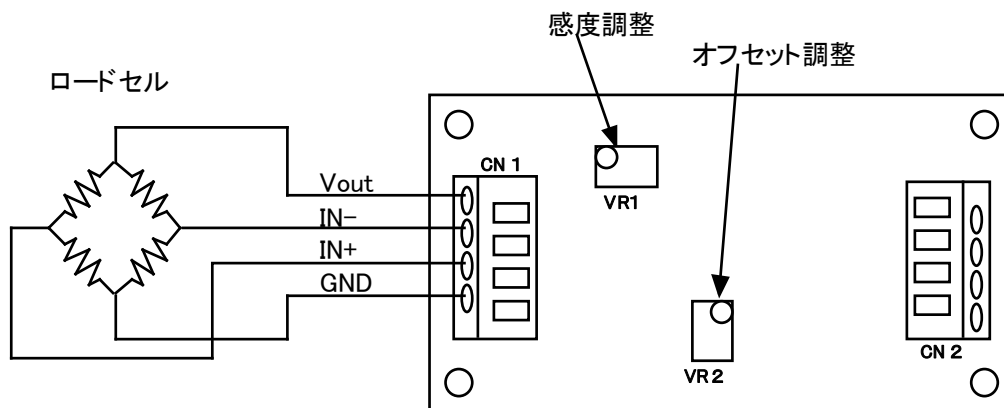 感度調整
オフセット調整
ロードセル
CN 1
Vout
IN-
IN+
GND
VR1
VR 2
CN 2